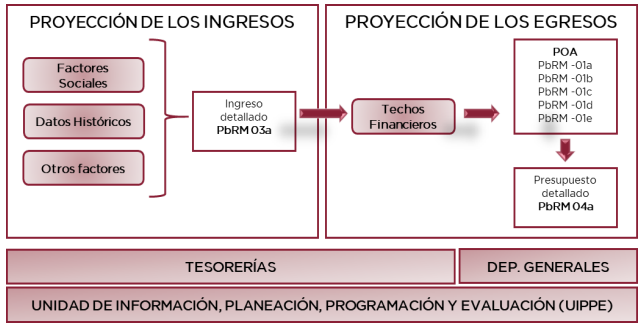 PROYECCIÓN DE LOS INGRESOS
Factores
Sociales
Datos Históricos
Otros factores
Ingreso
detallado
PbRM 03a
PROYECCIÓN DE LOS EGRESOS
Techos
Financieros
POA
PbRM -01a
PbRM -01b
PbRM -01c
PbRM -01d
PbRM -01e
Presupuesto
detallado
PbRM 04a
TESORERÍAS
DEP. GENERALES
UNIDAD DE INFORMACIÓN, PLANEACIÓN, PROGRAMACIÓN Y EVALUACIÓN (UIPPE)